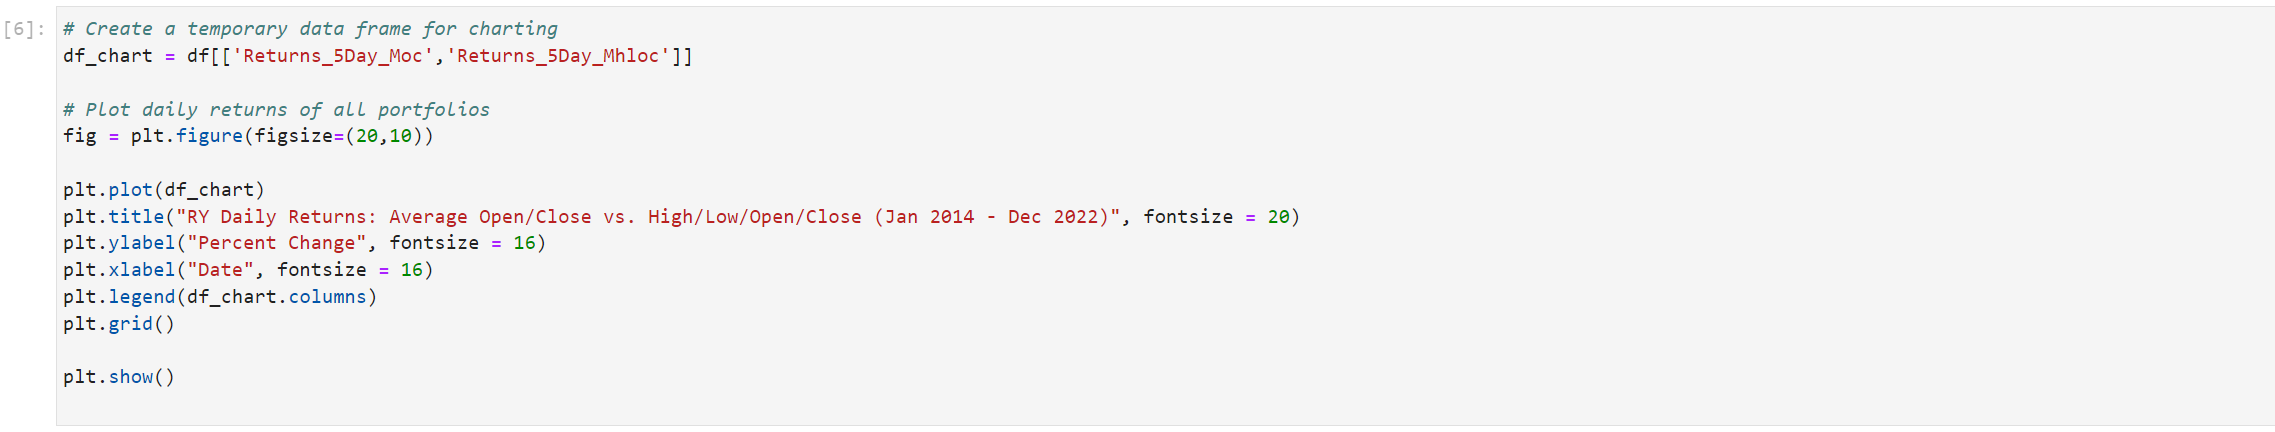 [6]: # Create a temporary data frame for charting
df_chart = df[['Returns_5Day_Moc','Returns_5Day_Mhloc']]
# Plot daily returns of all portfolios
fig = plt.figure(figsize=(20,10))
plt.plot(df_chart)
plt.title("RY Daily Returns: Average Open/Close vs. High/Low/Open/Close (Jan 2014 - Dec 2022)", fontsize = 20)
plt.ylabel("Percent Change", fontsize = 16)
plt.xlabel("Date", fontsize = 16)
plt.legend(df_chart.columns)
plt.grid()
plt.show()